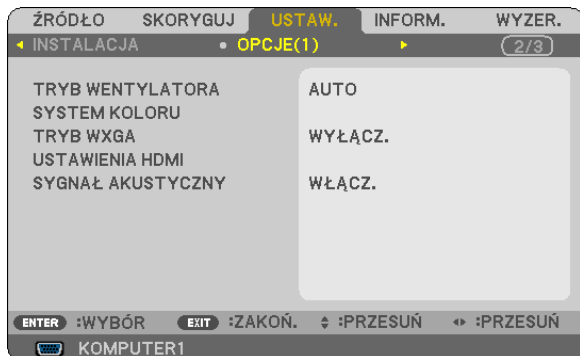 ŹRÓDŁO SKORYGUJ USTAW. INFORM. WYZER.
INSTALACJA OPCJE(1) 2/3
TRYB WENTYLATORA AUTO
SYSTEM KOLORU
TRYB WXGA WYŁĄCZ.
USTAWIENIA HDMI
SYGNAŁ AKUSTYCZNY WŁĄCZ.
ENTER :WYBÓR EXIT :ZAKOŃ. :PRZESUŃ :PRZESUŃ
KOMPUTER1